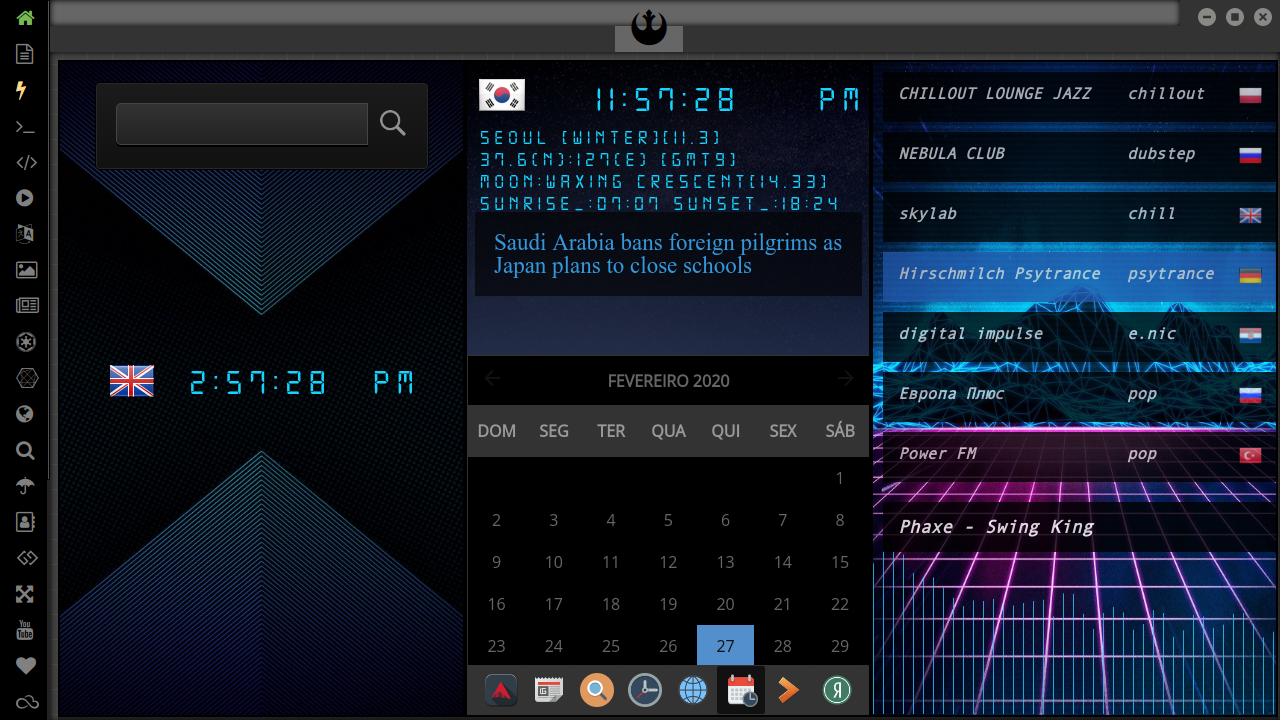 11:57:28 PM
SEOUL (WINTER)(11.3)
37.6(N):127(E) (GMT9)
MOON:WAXING CRESCENT(14.33)
SUNRISE_:07:07 SUNSET_:18:24
Saudi Arabia bans foreign pilgrims as
Japan plans to close schools
2:57:28 PM
FEVEREIRO 2020
DOM SEG TER QUA QUI SEX SÁB
1
2 3 4 5 6 7 8
9 10 11 12 13 14 15
16 17 18 19 20 21 22
23 24 25 26 27 28 29
CHILLOUT LOUNGE JAZZ chillout
NEBULA CLUB dubstep
skylab chill
Hirschmilch Psytrance psytrance
digital impulse e.nic
Европа Плюс pop
Power FM pop
Phaxe - Swing King
You
Tube
Я